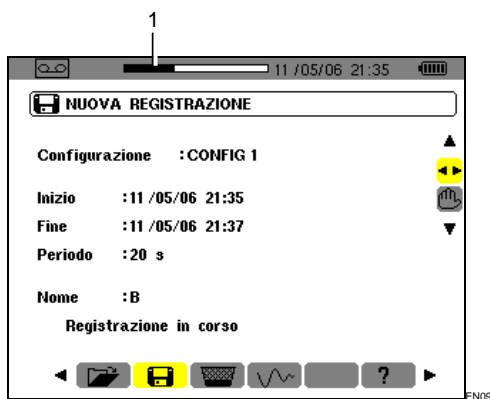 1
11 /05/06 21:35
NUOVA REGISTRAZIONE
Configurazione :CONFIG 1
Inizio :11 /05/06 21:35
Fine :11 /05/06 21:37
Periodo :20 s
Nome :B
Registrazione in corso
?
EN09